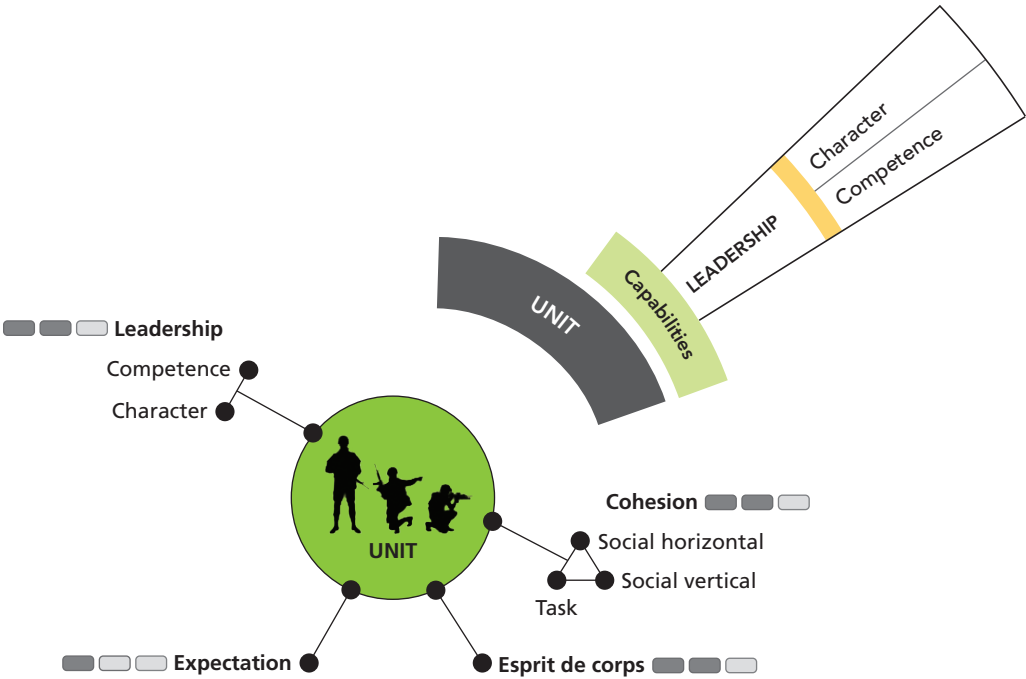 Character
Competence
LEADERSHIP
Capabilities
UNIT
Leadership
Competence
Character
UNIT
Cohesion
Social horizontal
Social vertical
Task
Expectation
Esprit de corps